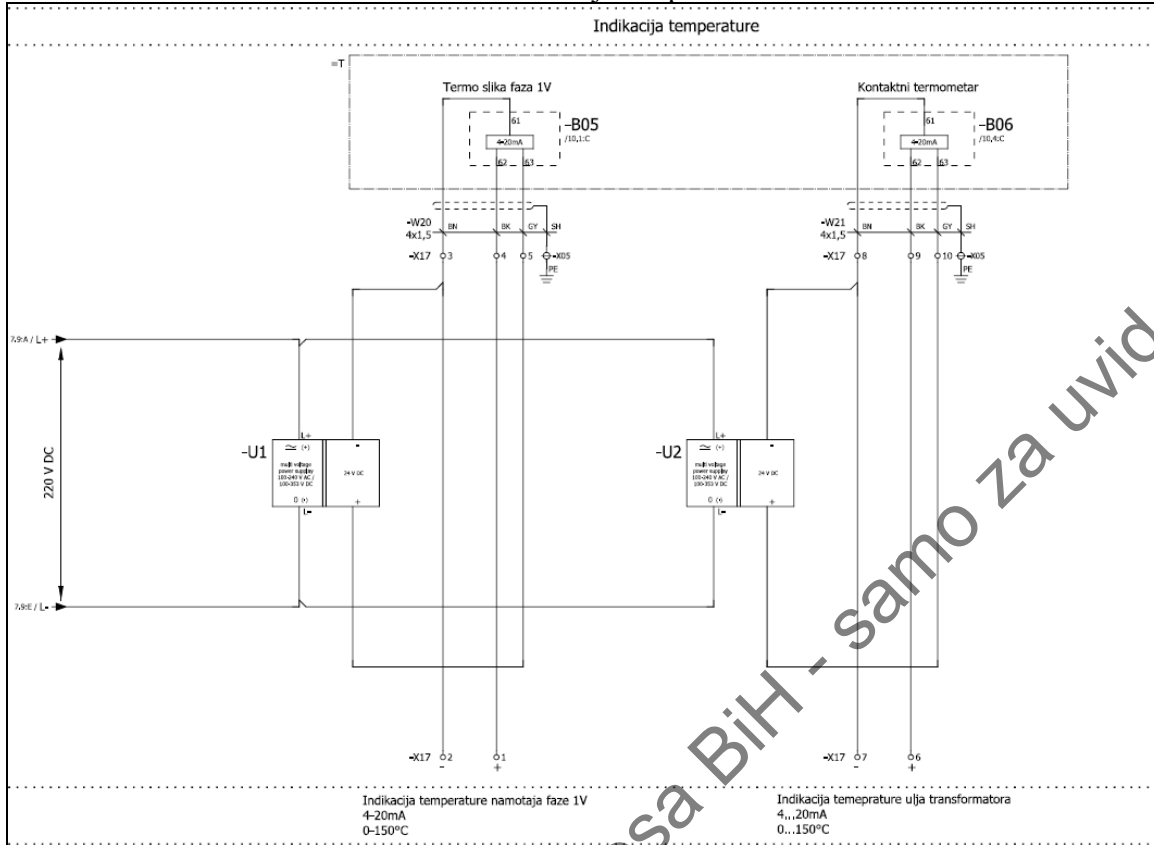 Indikacija temperature
=T
Termo slika faza 1V
Kontaktni termometar
61
-B05
/10,1:C
4-20mA
62
63
61
-B06
/10,4:C
4-20mA
62
63
-W20
4x1,5
BN
BK
GY
SH
-W21
4x1,5
BN
BK
GY
SH
-X17
3
4
5
-X05
PE
-X17
8
9
10
-X05
PE
7,9:A / L+
220 V DC
7,9:E / L-
-U1
L+
(+)
multi voltage
power supplay
100-240 V AC /
100-353 V DC
0 (-)
L-
-
24 V DC
+
-U2
L+
(+)
multi voltage
power supplay
100-240 V AC /
100-353 V DC
0 (-)
L-
-
24 V DC
+
-X17
2
1
-
+
-X17
7
6
-
+
Indikacija temperature namotaja faze 1V
4-20mA
0-150°C
Indikacija temeprature ulja transformatora
4...20mA
0...150°C
osa BiH - samo za uvid